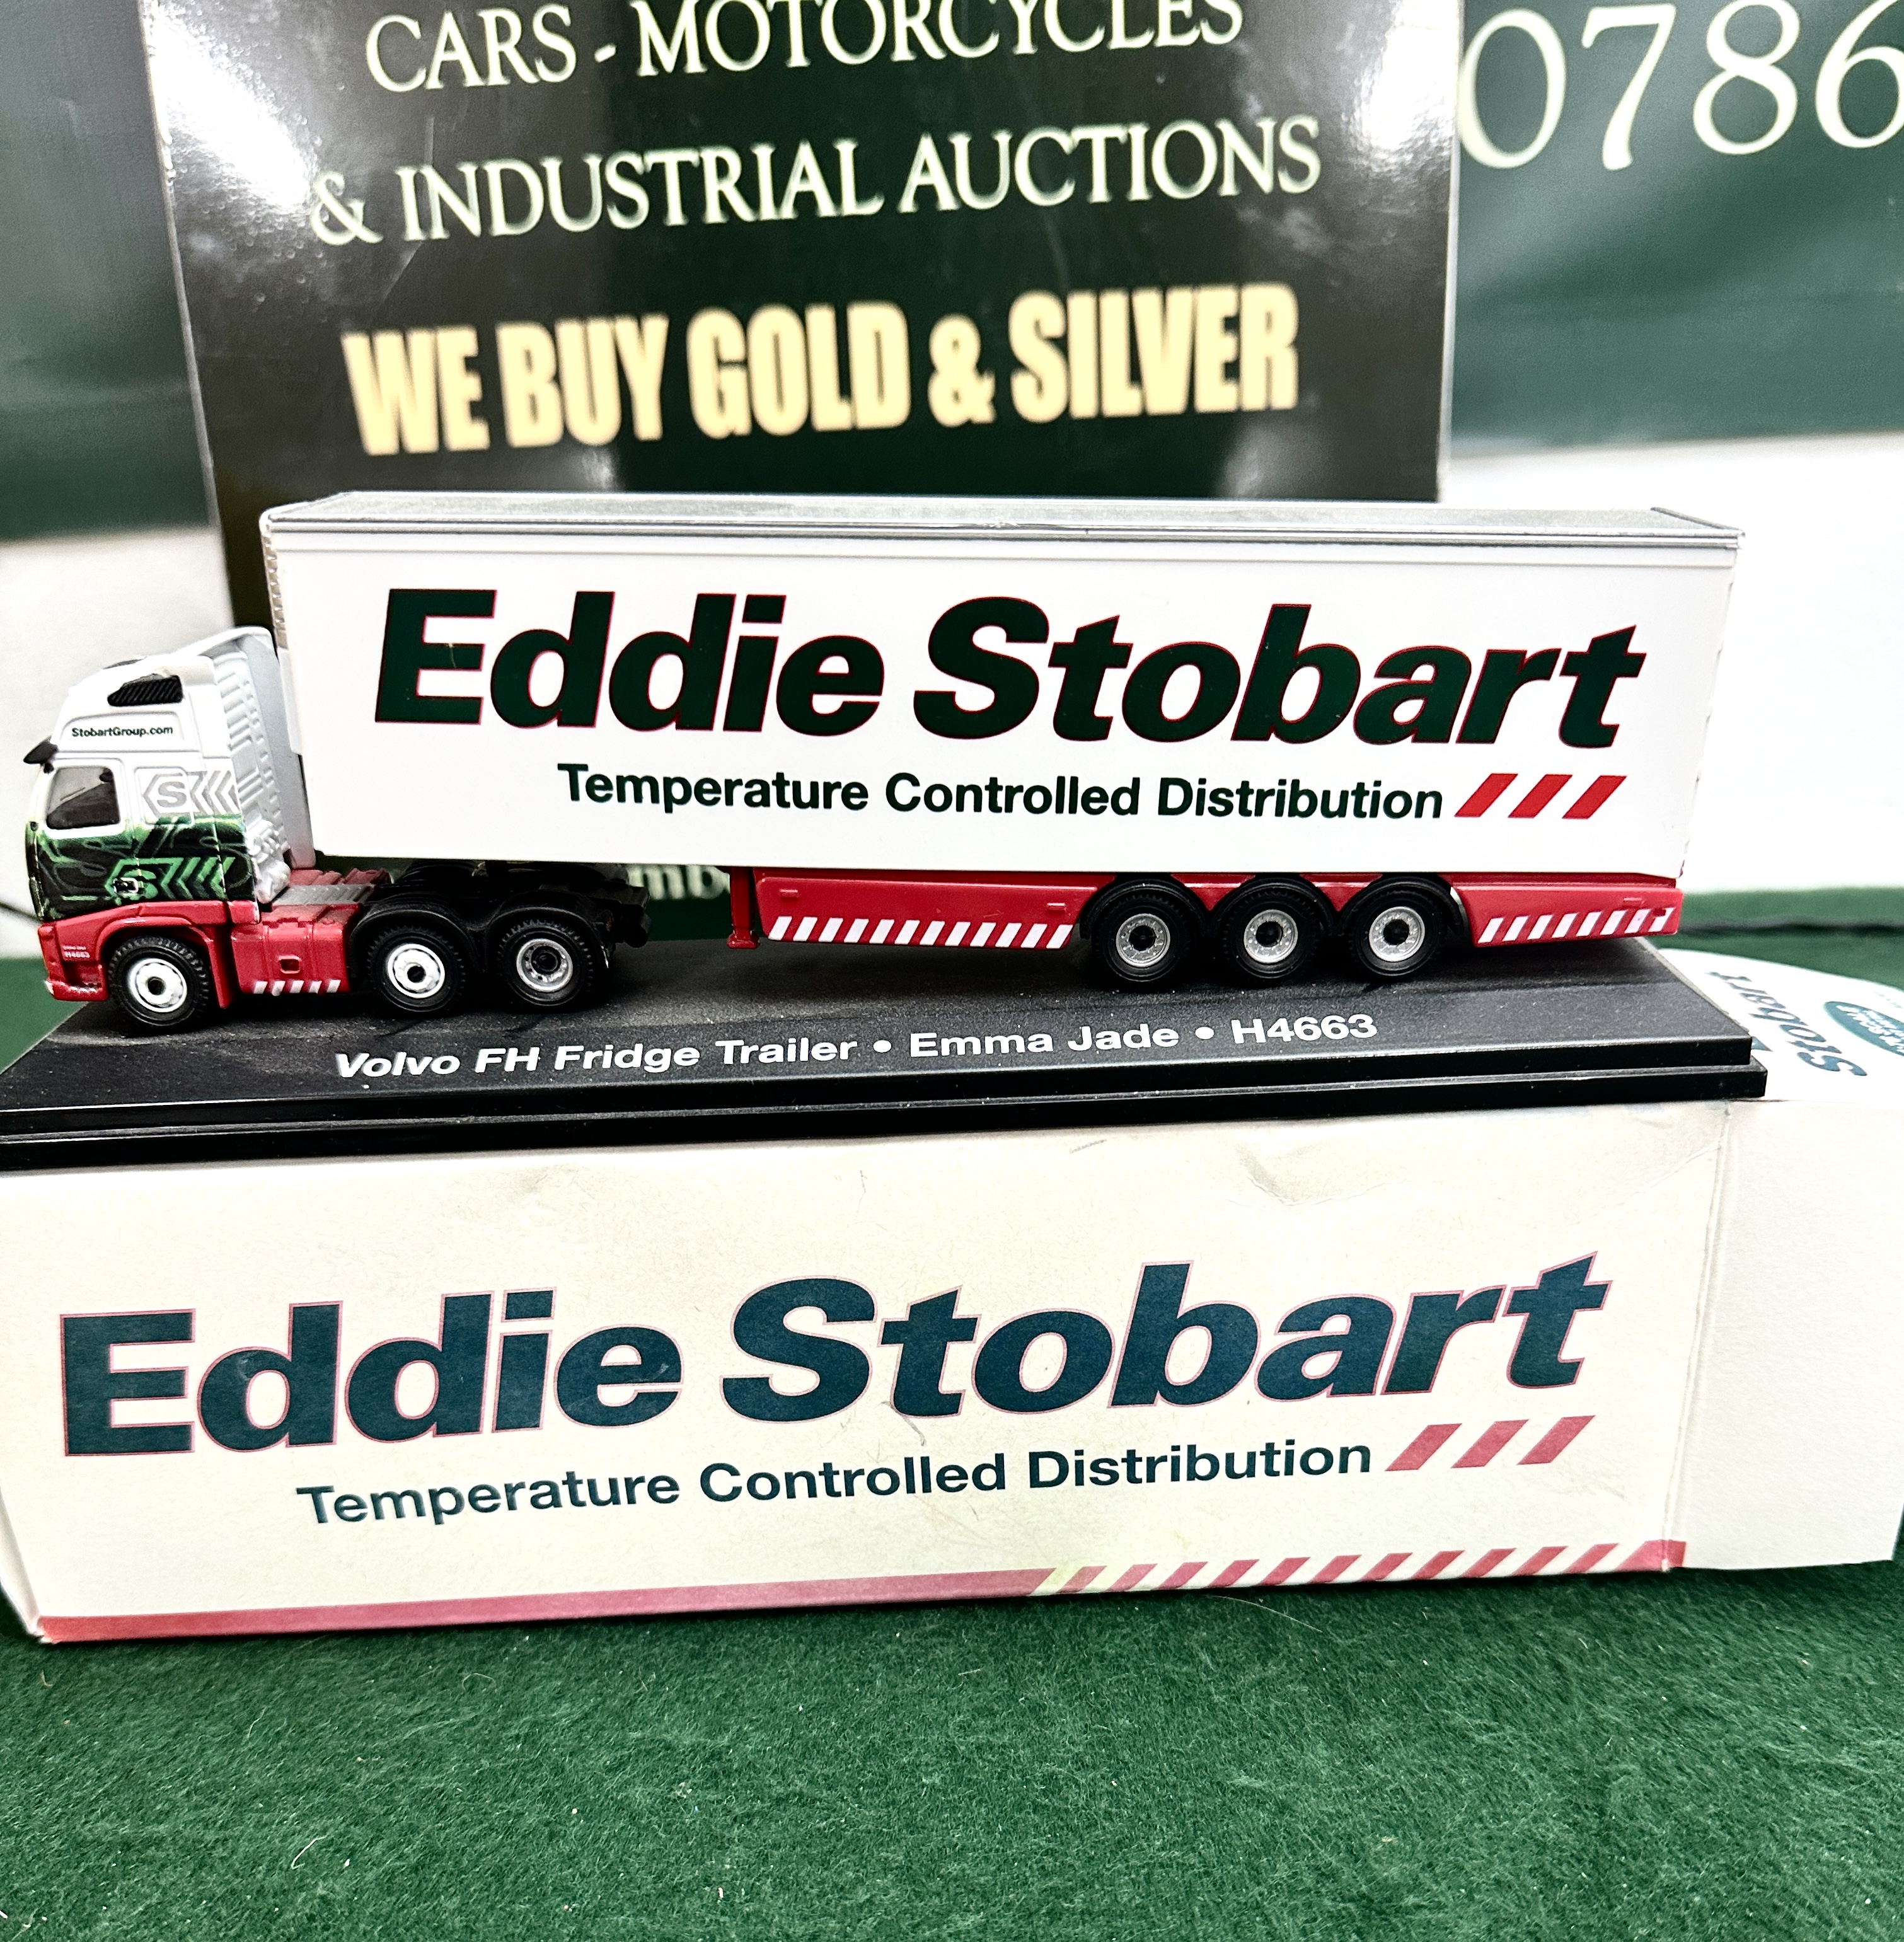 CARS - MOTORCYCLES
& INDUSTRIAL AUCTIONS
WE BUY GOLD & SILVER
0786
Eddie Stobart
Temperature Controlled Distribution
StobartGroup.com
S
S
H4663
Volvo FH Fridge Trailer • Emma Jade • H4663
Stobart
Eddie Stobart
Temperature Controlled Distribution